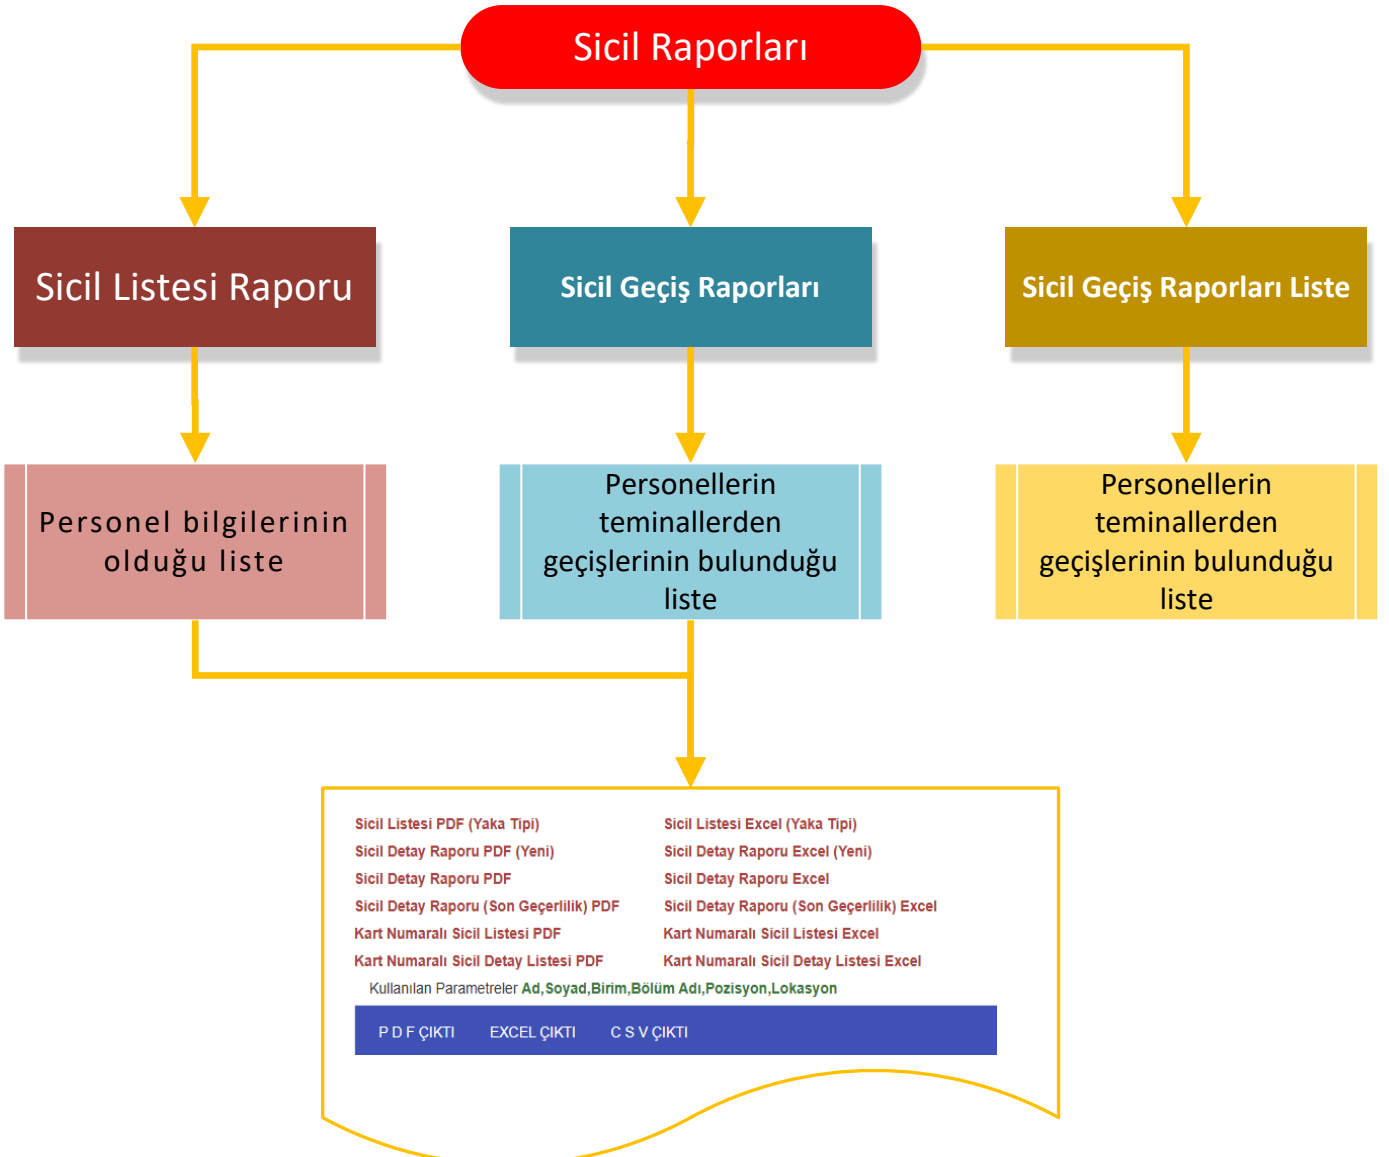 Sicil Raporları
Sicil Listesi Raporu
Sicil Geçiş Raporları
Sicil Geçiş Raporları Liste
Personel bilgilerinin
olduğu liste
Personellerin
teminallerden
geçişlerinin bulunduğu
liste
Personellerin
teminallerden
geçişlerinin bulunduğu
liste
Sicil Listesi PDF (Yaka Tipi)
Sicil Listesi Excel (Yaka Tipi)
Sicil Detay Raporu PDF (Yeni)
Sicil Detay Raporu Excel (Yeni)
Sicil Detay Raporu PDF
Sicil Detay Raporu Excel
Sicil Detay Raporu (Son Geçerlilik) PDF
Sicil Detay Raporu (Son Geçerlilik) Excel
Kart Numaralı Sicil Listesi PDF
Kart Numaralı Sicil Listesi Excel
Kart Numaralı Sicil Detay Listesi PDF
Kart Numaralı Sicil Detay Listesi Excel
Kullanılan Parametreler Ad,Soyad,Birim,Bölüm Adı,Pozisyon,Lokasyon
P D F ÇIKTI EXCEL ÇIKTI C S V ÇIKTI